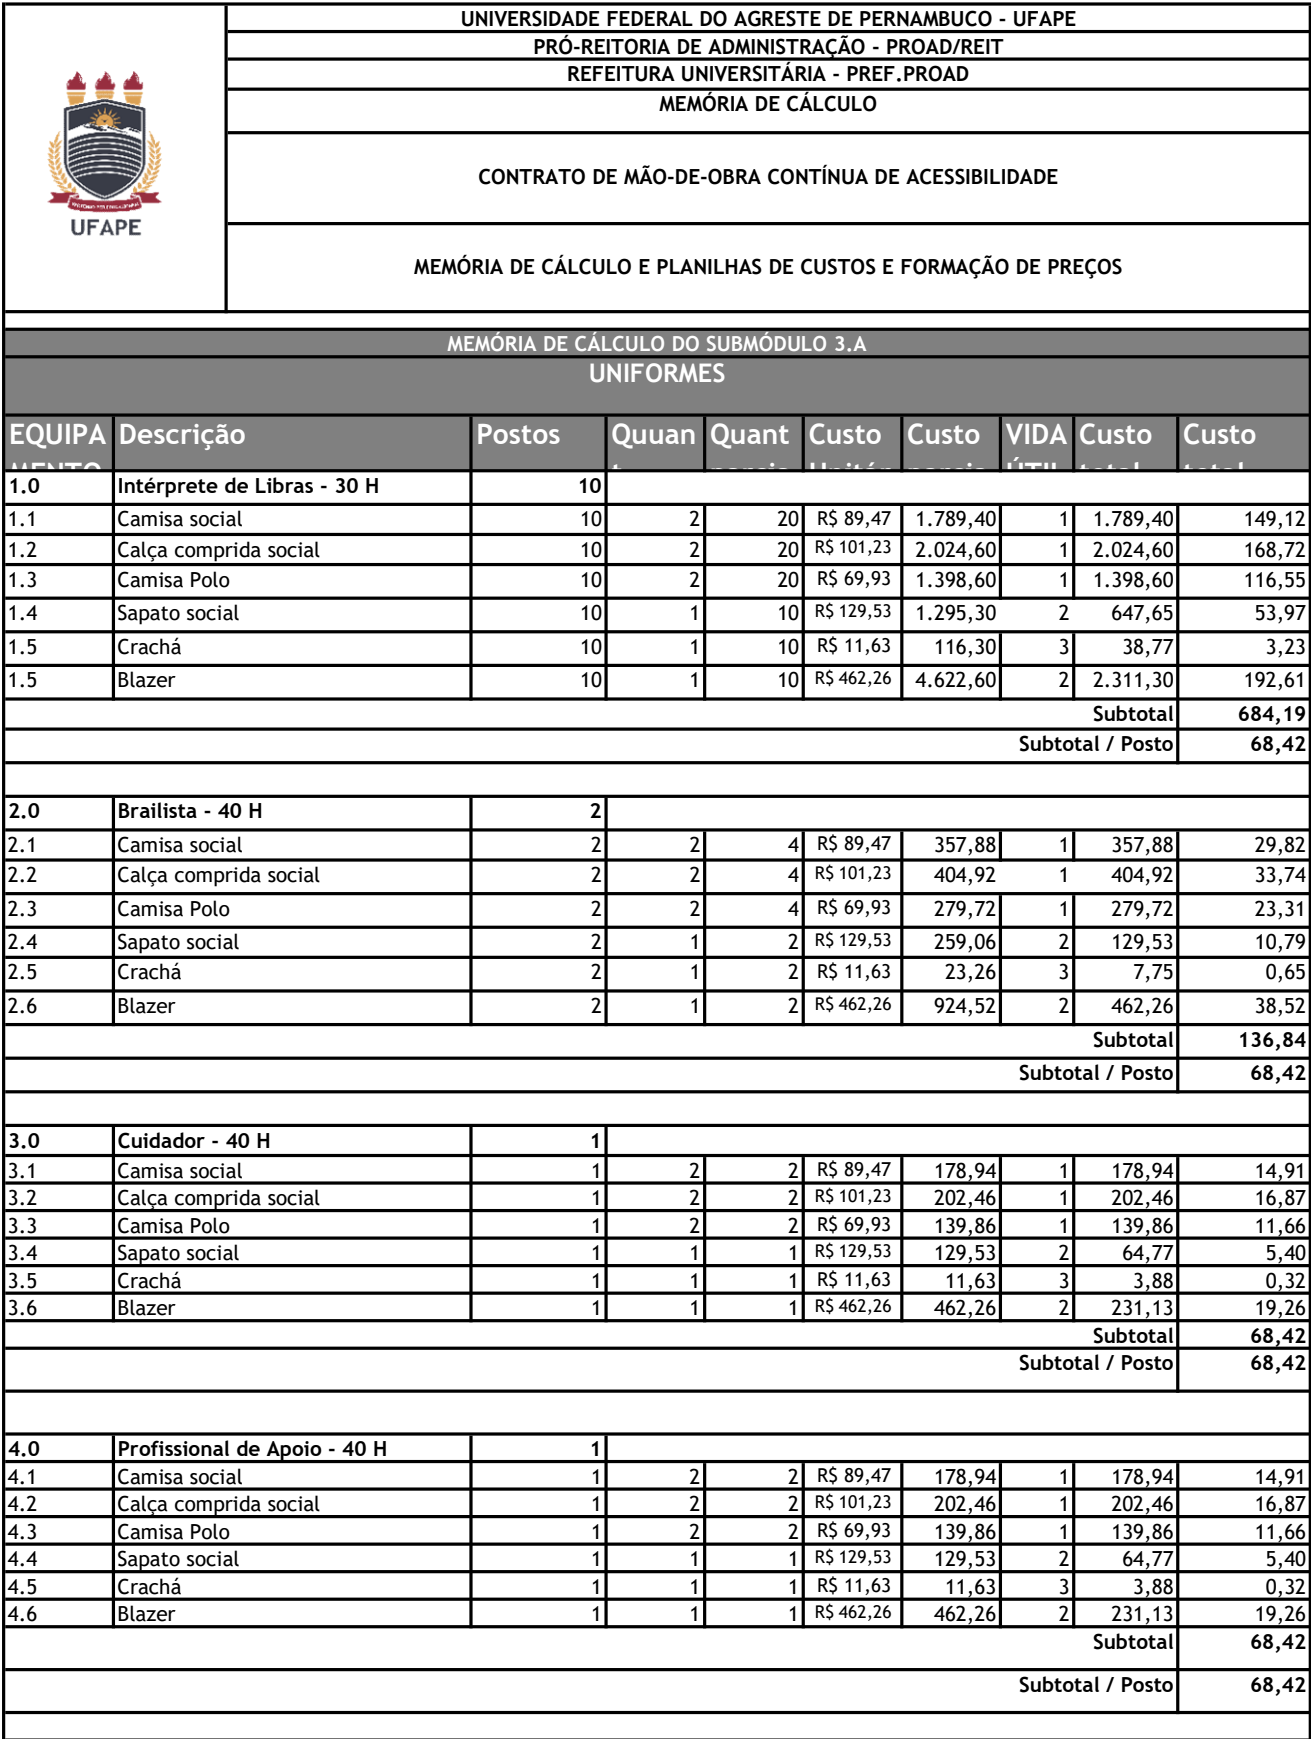 UNIVERSIDADE FEDERAL DO AGRESTE DE PERNAMBUCO - UFAPE
PRÓ-REITORIA DE ADMINISTRAÇÃO - PROAD/REIT
REFEITURA UNIVERSITÁRIA - PREF.PROAD
MEMÓRIA DE CÁLCULO
CONTRATO DE MÃO-DE-OBRA CONTÍNUA DE ACESSIBILIDADE
MEMÓRIA DE CÁLCULO E PLANILHAS DE CUSTOS E FORMAÇÃO DE PREÇOS
UFAPE
MEMÓRIA DE CÁLCULO DO SUBMÓDULO 3.A
UNIFORMES
EQUIPA Descrição Postos Quuan Quant Custo Custo VIDA Custo Custo
1.0 Intérprete de Libras - 30 H 10
1.1 Camisa social 10 2 20 R$ 89,47 1.789,40 1 1.789,40 149,12
1.2 Calça comprida social 10 2 20 R$ 101,23 2.024,60 1 2.024,60 168,72
1.3 Camisa Polo 10 2 20 R$ 69,93 1.398,60 1 1.398,60 116,55
1.4 Sapato social 10 1 10 R$ 129,53 1.295,30 2 647,65 53,97
1.5 Crachá 10 1 10 R$ 11,63 116,30 3 38,77 3,23
1.5 Blazer 10 1 10 R$ 462,26 4.622,60 2 2.311,30 192,61
Subtotal 684,19
Subtotal / Posto 68,42
2.0 Brailista - 40 H 2
2.1 Camisa social 2 2 4 R$ 89,47 357,88 1 357,88 29,82
2.2 Calça comprida social 2 2 4 R$ 101,23 404,92 1 404,92 33,74
2.3 Camisa Polo 2 2 4 R$ 69,93 279,72 1 279,72 23,31
2.4 Sapato social 2 1 2 R$ 129,53 259,06 2 129,53 10,79
2.5 Crachá 2 1 2 R$ 11,63 23,26 3 7,75 0,65
2.6 Blazer 2 1 2 R$ 462,26 924,52 2 462,26 38,52
Subtotal 136,84
Subtotal / Posto 68,42
3.0 Cuidador - 40 H 1
3.1 Camisa social 1 2 2 R$ 89,47 178,94 1 178,94 14,91
3.2 Calça comprida social 1 2 2 R$ 101,23 202,46 1 202,46 16,87
3.3 Camisa Polo 1 2 2 R$ 69,93 139,86 1 139,86 11,66
3.4 Sapato social 1 1 1 R$ 129,53 129,53 2 64,77 5,40
3.5 Crachá 1 1 1 R$ 11,63 11,63 3 3,88 0,32
3.6 Blazer 1 1 1 R$ 462,26 462,26 2 231,13 19,26
Subtotal 68,42
Subtotal / Posto 68,42
4.0 Profissional de Apoio - 40 H 1
4.1 Camisa social 1 2 2 R$ 89,47 178,94 1 178,94 14,91
4.2 Calça comprida social 1 2 2 R$ 101,23 202,46 1 202,46 16,87
4.3 Camisa Polo 1 2 2 R$ 69,93 139,86 1 139,86 11,66
4.4 Sapato social 1 1 1 R$ 129,53 129,53 2 64,77 5,40
4.5 Crachá 1 1 1 R$ 11,63 11,63 3 3,88 0,32
4.6 Blazer 1 1 1 R$ 462,26 462,26 2 231,13 19,26
Subtotal 68,42
Subtotal / Posto 68,42